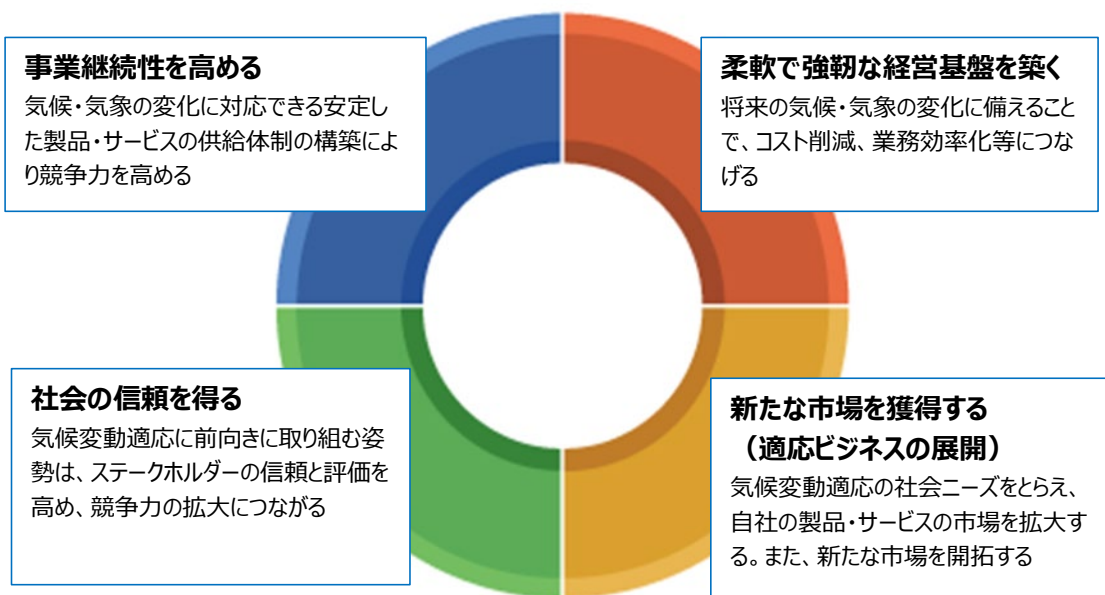 事業継続性を高める
気候・気象の変化に対応できる安定し
た製品・サービスの供給体制の構築によ
り競争力を高める
柔軟で強靭な経営基盤を築く
将来の気候・気象の変化に備えること
で、コスト削減、業務効率化等につな
げる
社会の信頼を得る
気候変動適応に前向きに取り組む姿
勢は、ステークホルダーの信頼と評価を
高め、競争力の拡大につながる
新たな市場を獲得する
（適応ビジネスの展開）
気候変動適応の社会ニーズをとらえ、
自社の製品・サービスの市場を拡大す
る。また、新たな市場を開拓する